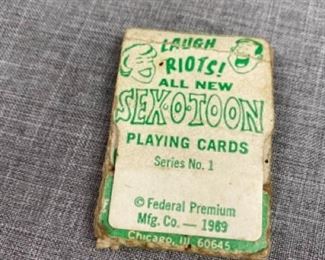 LAUGH
RIOTS!
ALL NEW
SEX-O-TOON
PLAYING CARDS
Series No. 1
© Federal Premium
Mfg. Co — 1969
Chicago, Ill. 60645